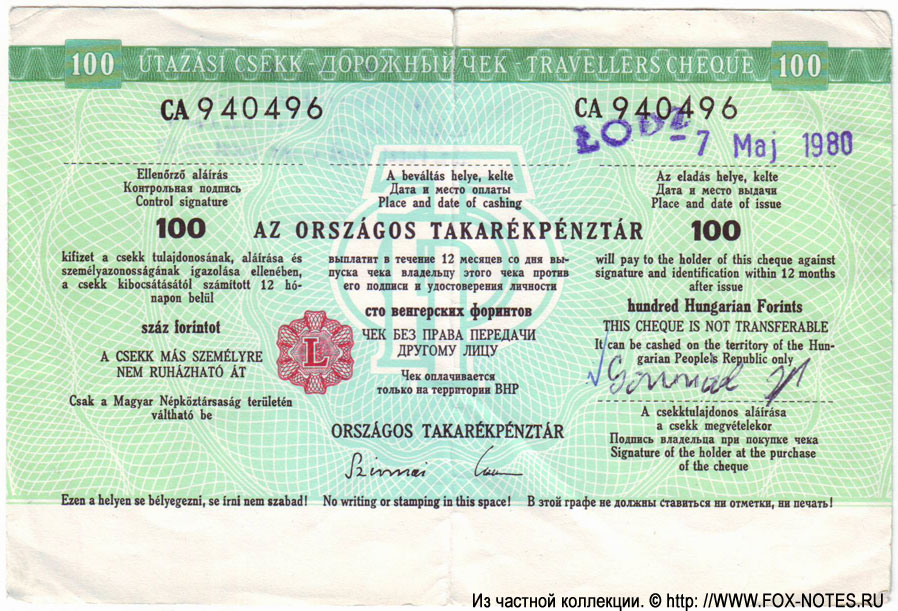 100 UTAZÁSI CSEKK - ДОРОЖНЫЙ ЧЕК - TRAVELLERS CHEQUE 100
CA 940496
CA 940496
ŁODZ
7 Maj 1980
Ellenőrző aláírás
Контрольная подпись
Control signature
A beváltás helye, kelte
Дата и место оплаты
Place and date of cashing
Az eladás helye, kelte
Дата и место выдачи
Place and date of issue
100 AZ ORSZÁGOS TAKARÉKPÉNZTÁR 100
kifizet a csekk tulajdonosának, aláírása és
személyazonosságának igazolása ellenében,
a csekk kibocsátásától számított 12 hó-
napon belül
száz forintot
A CSEKK MÁS SZEMÉLYRE
NEM RUHÁZHATÓ ÁT
Csak a Magyar Népköztársaság területén
váltható be
L
выплатит в течение 12 месяцев со дня вы-
пуска чека владельцу этого чека против
его подписи и удостоверения личности
сто венгерских форинтов
ЧЕК БЕЗ ПРАВА ПЕРЕДАЧИ
ДРУГОМУ ЛИЦУ
Чек оплачивается
только на территории ВНР
ORSZÁGOS TAKARÉKPÉNZTÁR
will pay to the holder of this cheque against
signature and identification within 12 months
after issue
hundred Hungarian Forints
THIS CHEQUE IS NOT TRANSFERABLE
It can be cashed on the territory of the Hun-
garian People's Republic only
A csekktulajdonos aláírása
a csekk megvételekor
Подпись владельца при покупке чека
Signature of the holder at the purchase
of the cheque
Ezen a helyen se bélyegezni, se írni nem szabad! No writing or stamping in this space! В этой графе не должны ставиться ни отметки, ни печать!
Из частной коллекции. © http: //WWW.FOX-NOTES.RU